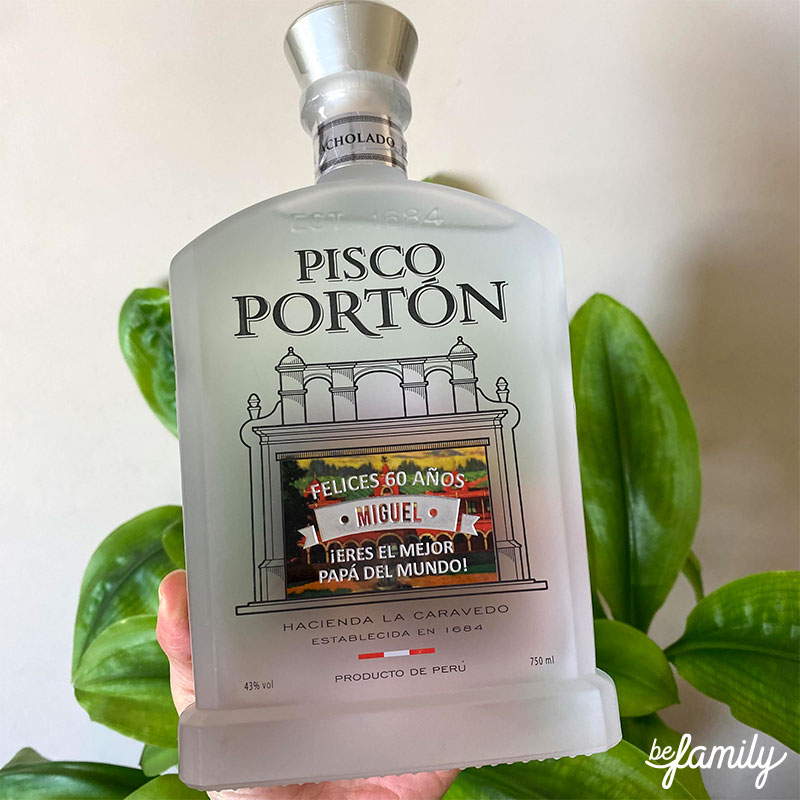 ACHOLADO
EST. 1684
PISCO
PORTÓN
FELICES 60 AÑOS
• MIGUEL •
¡ERES EL MEJOR
PAPÁ DEL MUNDO!
HACIENDA LA CARAVEDO
ESTABLECIDA EN 1684
43% vol
PRODUCTO DE PERÚ
750 ml
befamily